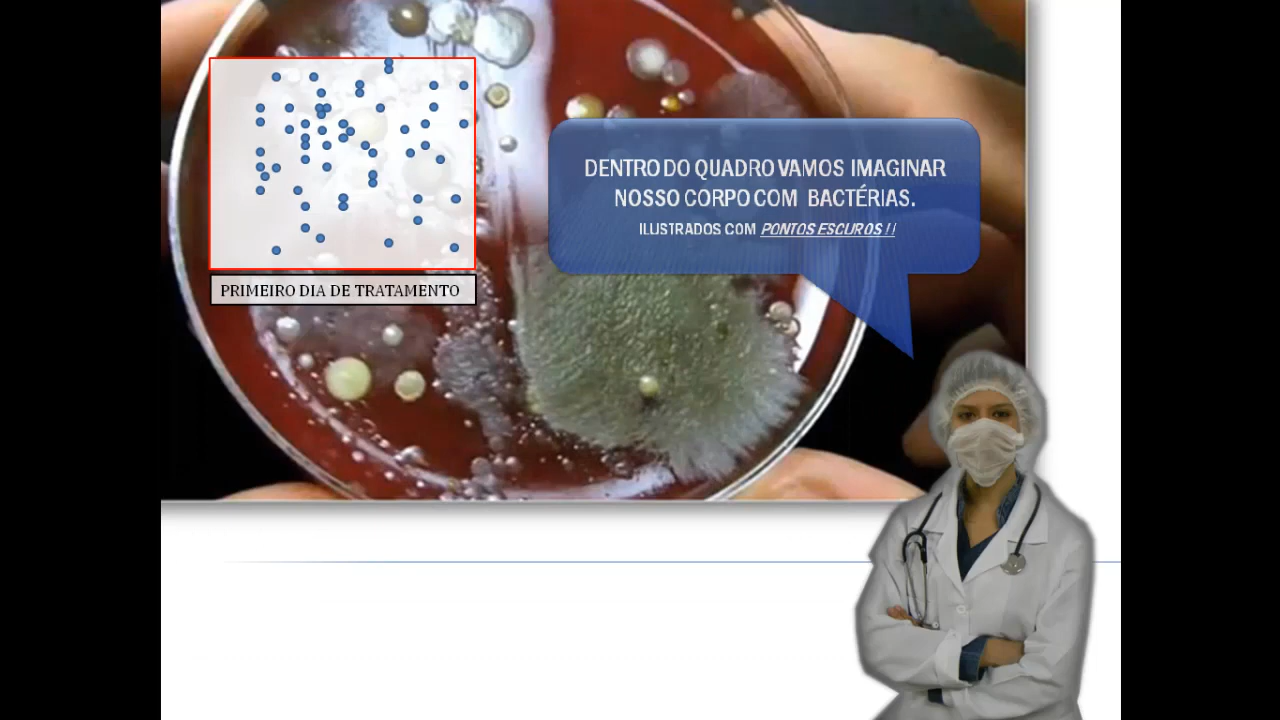 DENTRO DO QUADRO VAMOS IMAGINAR
NOSSO CORPO COM BACTÉRIAS.
ILUSTRADOS COM PONTOS ESCUROS !!
PRIMEIRO DIA DE TRATAMENTO